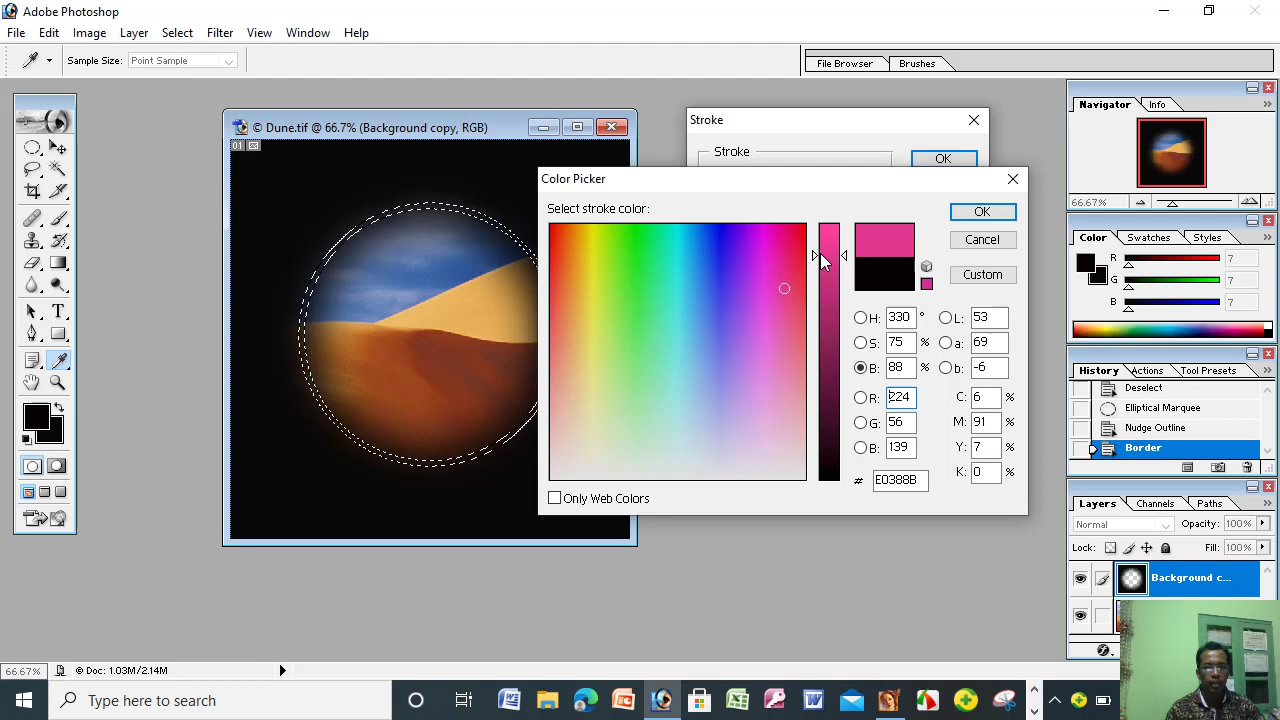 Adobe Photoshop
File Edit Image Layer Select Filter View Window Help
Sample Size: Point Sample
File Browser Brushes
© Dune.tif @ 66.7% (Background copy, RGB)
01
Stroke
Stroke
OK
Color Picker
Select stroke color:
OK
Cancel
Custom
H: 330 °
S: 75 %
B: 88 %
R: 224
G: 56
B: 139
# E0388B
L: 53
a: 69
b: -6
C: 6 %
M: 91 %
Y: 7 %
K: 0 %
Only Web Colors
Navigator Info
66.67%
Color Swatches Styles
R 7
G 7
B 7
History Actions Tool Presets
Deselect
Elliptical Marquee
Nudge Outline
Border
Layers Channels Paths
Normal Opacity: 100%
Lock: Fill: 100%
Background c...
66.67% Doc: 1.03M/2.14M
Type here to search